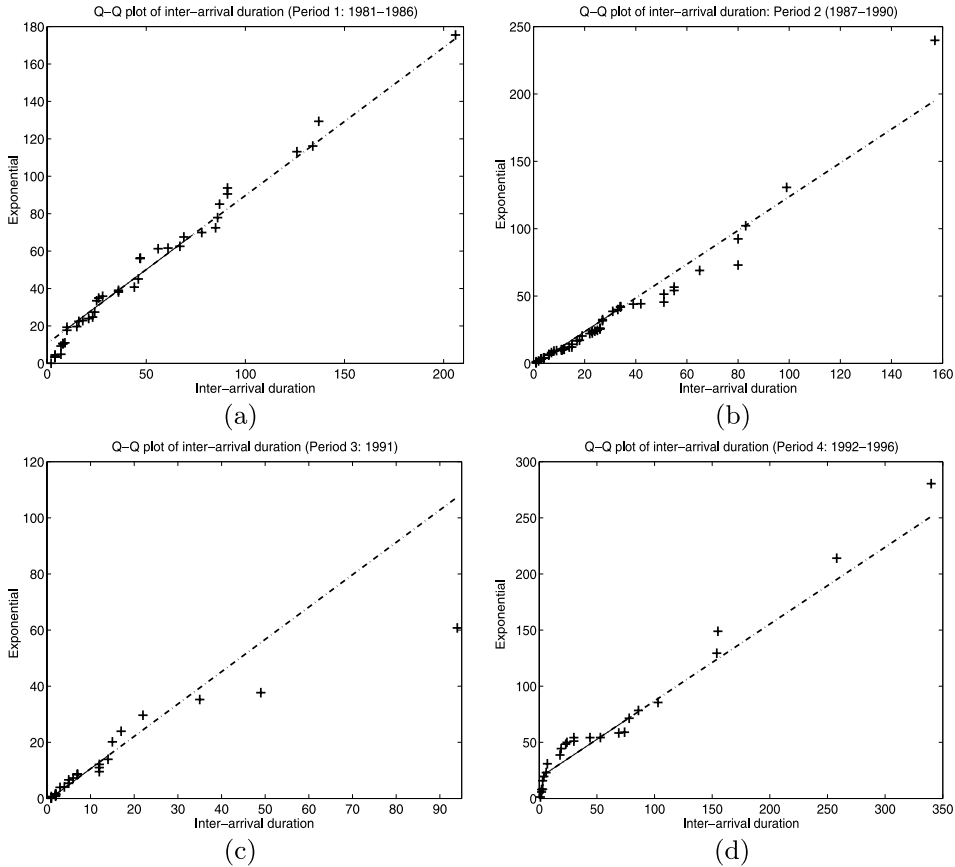 Q–Q plot of inter–arrival duration (Period 1: 1981–1986)
180
160
140
120
100
80
60
40
20
0
Exponential
0 50 100 150 200
Inter–arrival duration
(a)
Q–Q plot of inter–arrival duration: Period 2 (1987–1990)
250
200
150
100
50
0
Exponential
0 20 40 60 80 100 120 140 160
Inter–arrival duration
(b)
Q–Q plot of inter–arrival duration (Period 3: 1991)
120
100
80
60
40
20
0
Exponential
0 10 20 30 40 50 60 70 80 90
Inter–arrival duration
(c)
Q–Q plot of inter–arrival duration (Period 4: 1992–1996)
300
250
200
150
100
50
0
Exponential
0 50 100 150 200 250 300 350
Inter–arrival duration
(d)